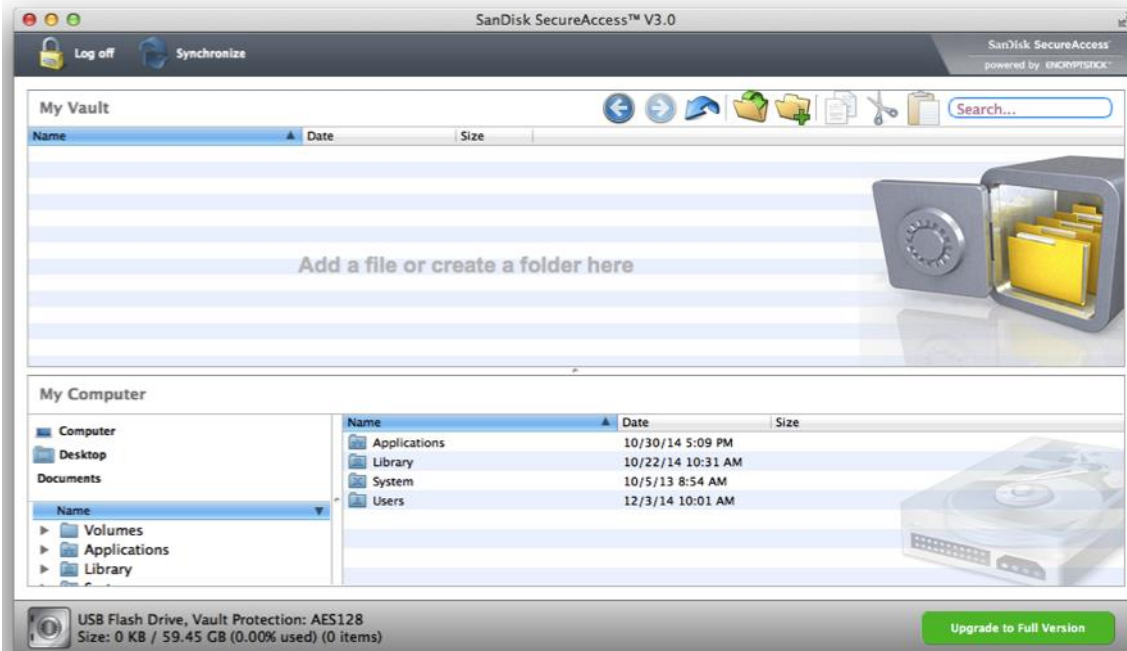 SanDisk SecureAccess™ V3.0
Log off Synchronize
SanDisk SecureAccess™
powered by ENCRYPTSTICK™
My Vault Search...
Name Date Size
Add a file or create a folder here
My Computer
Computer
Desktop
Documents
Name
Volumes
Applications
Library
Name Date Size
Applications 10/30/14 5:09 PM
Library 10/22/14 10:31 AM
System 10/5/13 8:54 AM
Users 12/3/14 10:01 AM
USB Flash Drive, Vault Protection: AES128
Size: 0 KB / 59.45 GB (0.00% used) (0 items)
Upgrade to Full Version